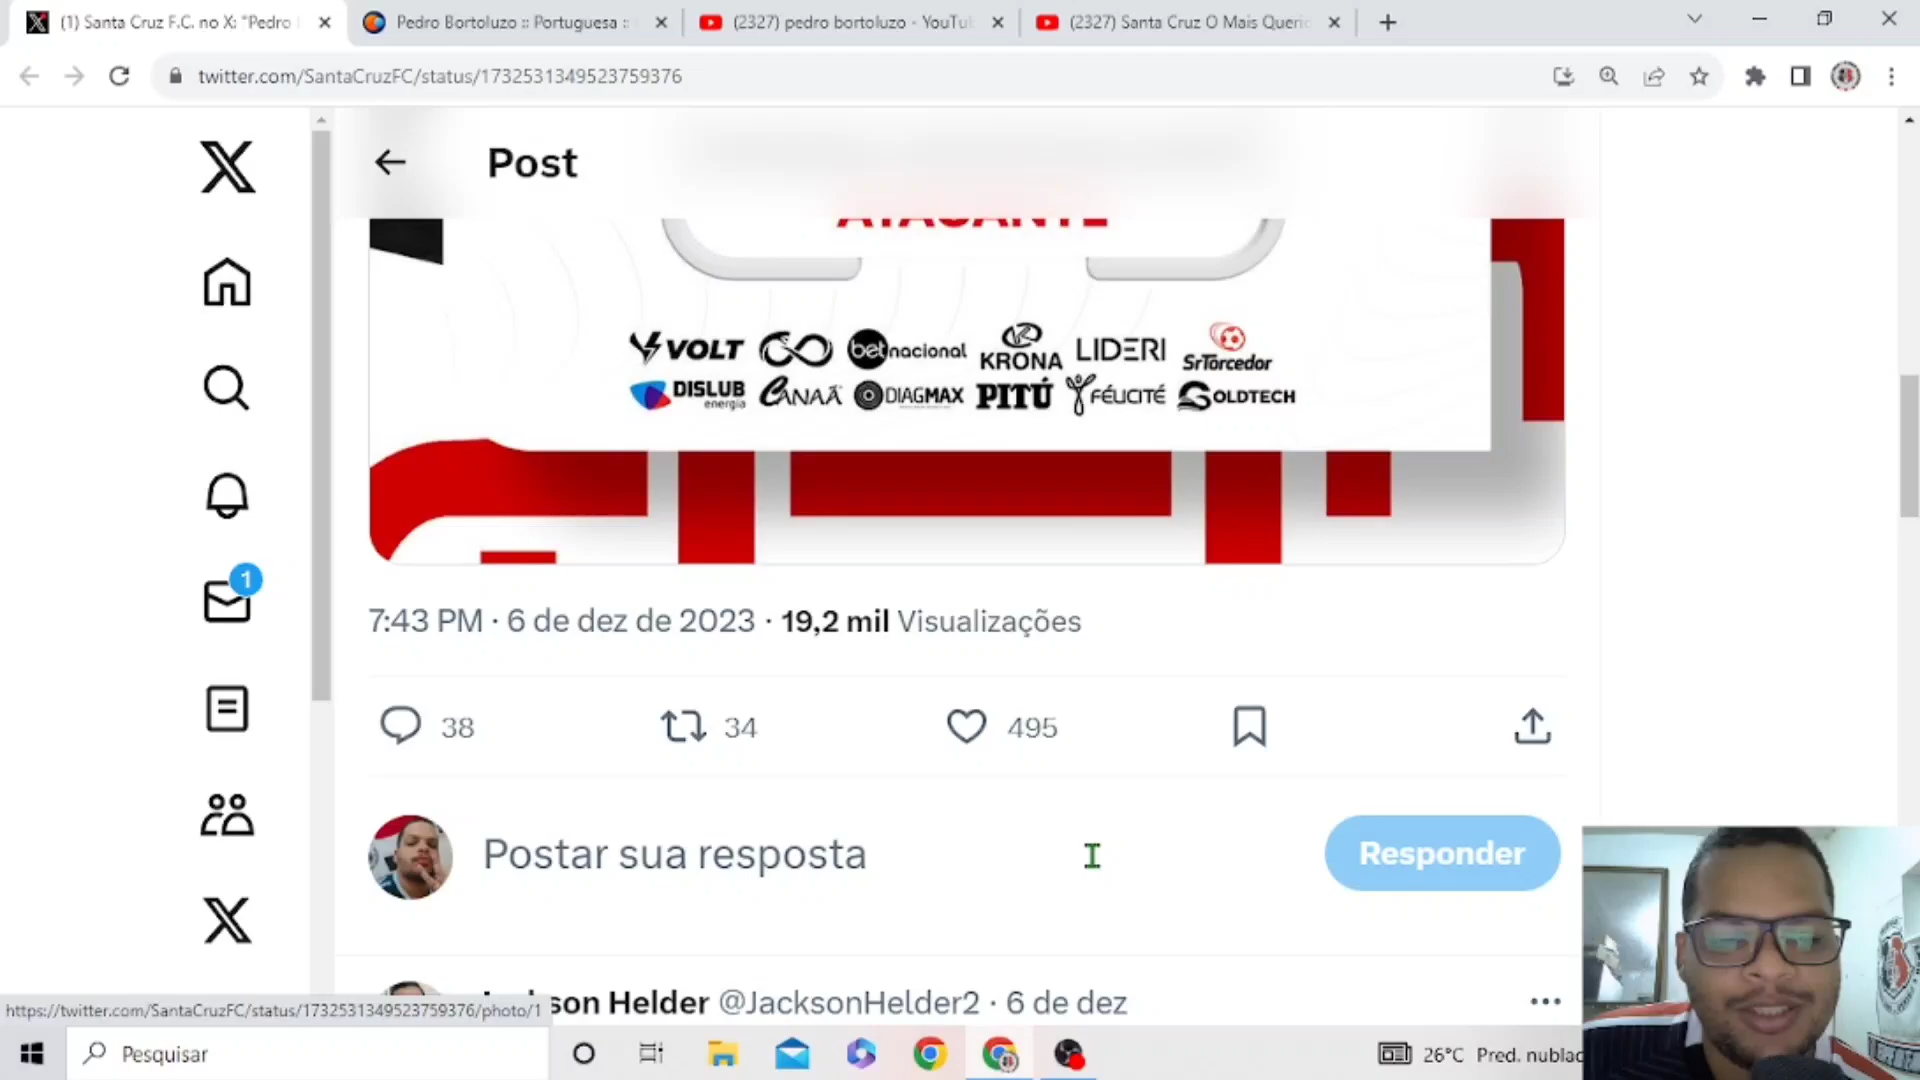 (1) Santa Cruz F.C. no X: "Pedro
Pedro Bortoluzo :: Portuguesa ::
(2327) pedro bortoluzo - YouTu
(2327) Santa Cruz O Mais Queri
twitter.com/SantaCruzFC/status/1732531349523759376
Post
ATACANTE
VOLT
betnacional
KRONA
LIDERI
SrTorcedor
DISLUB energia
CANAÃ
DIAGMAX
PITÚ
FÉLICITÉ
GOLDTECH
7:43 PM · 6 de dez de 2023 · 19,2 mil Visualizações
1
38
34
495
Postar sua resposta
Responder
Helder @JacksonHelder2 · 6 de dez
https://twitter.com/SantaCruzFC/status/1732531349523759376/photo/1
Pesquisar
26°C Pred. nublad